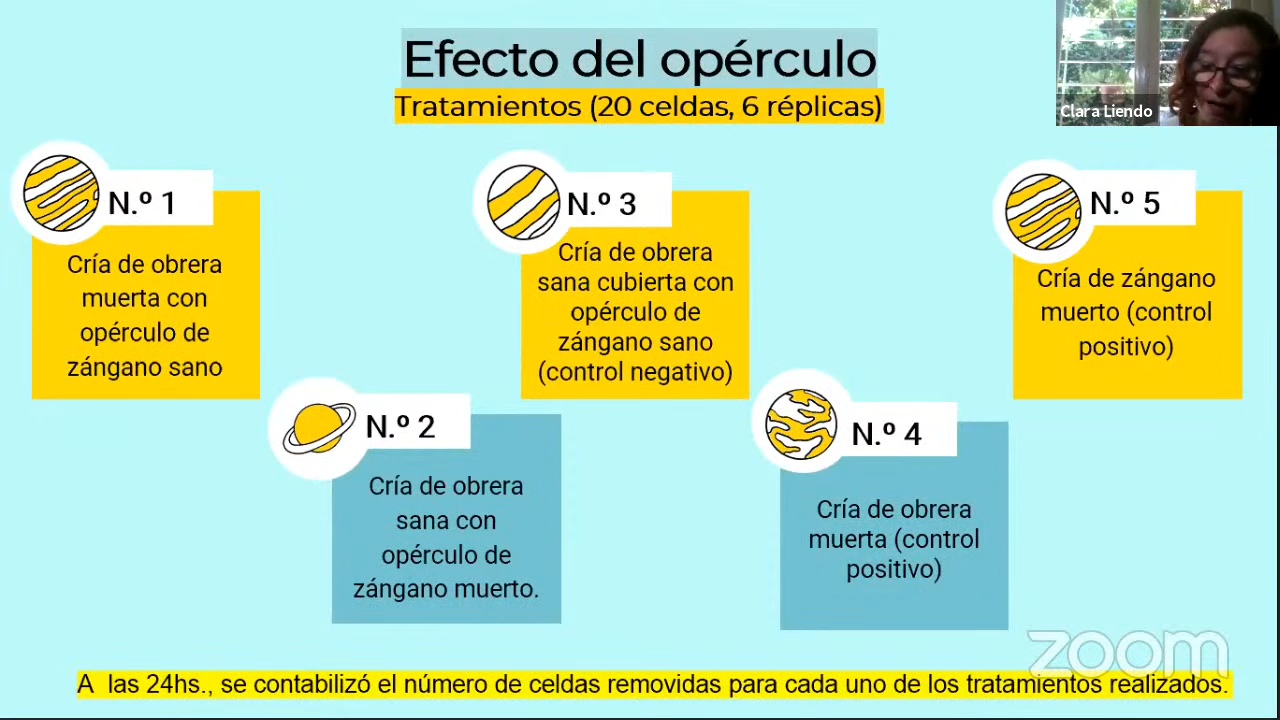 Efecto del opérculo
Tratamientos (20 celdas, 6 réplicas)
Clara Liendo
N.º 1
Cría de obrera
muerta con
opérculo de
zángano sano
N.º 2
Cría de obrera
sana con
opérculo de
zángano muerto.
N.º 3
Cría de obrera
sana cubierta con
opérculo de
zángano sano
(control negativo)
N.º 4
Cría de obrera
muerta (control
positivo)
N.º 5
Cría de zángano
muerto (control
positivo)
zoom
A las 24hs., se contabilizó el número de celdas removidas para cada uno de los tratamientos realizados.